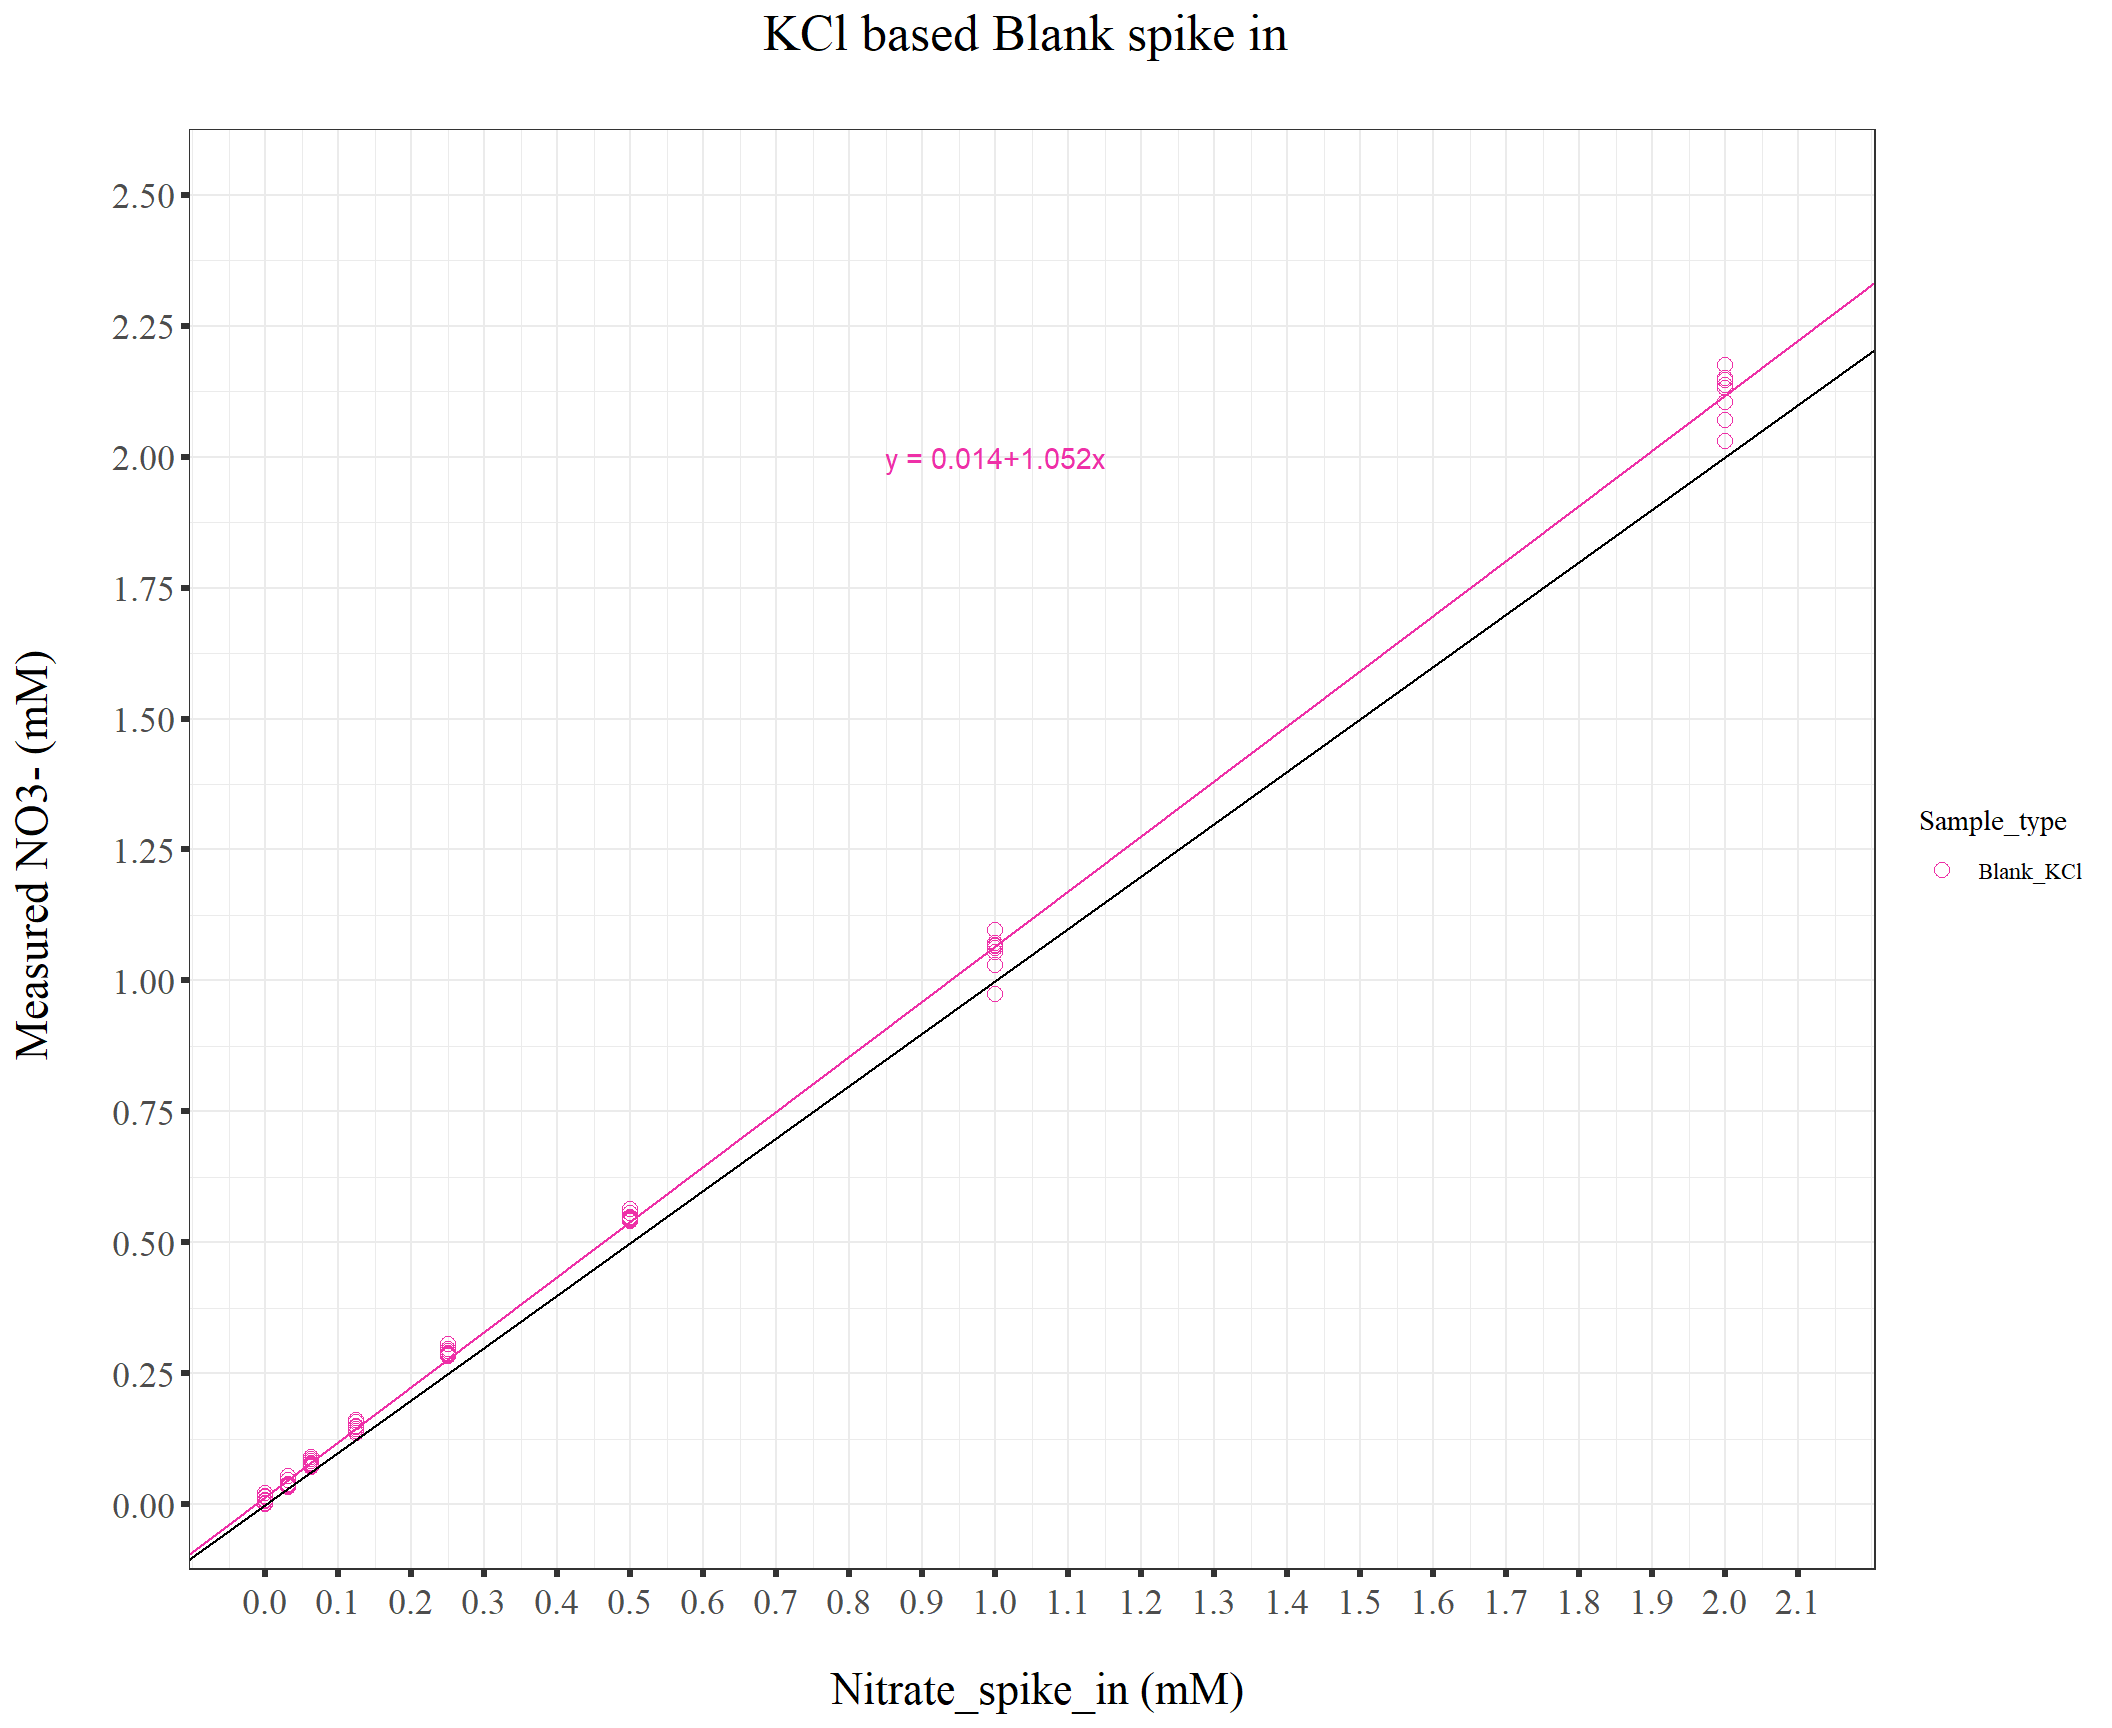 KCl based Blank spike in
2.50
2.25
2.00
1.75
1.50
1.25
1.00
0.75
0.50
0.25
0.00
Measured NO3- (mM)
y = 0.014+1.052x
0.0 0.1 0.2 0.3 0.4 0.5 0.6 0.7 0.8 0.9 1.0 1.1 1.2 1.3 1.4 1.5 1.6 1.7 1.8 1.9 2.0 2.1
Nitrate_spike_in (mM)
Sample_type
Blank_KCl